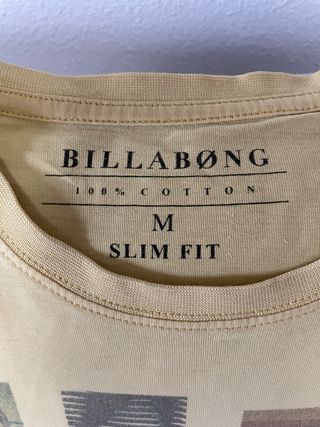 BILLABØNG
100% COTTON
M
SLIM FIT